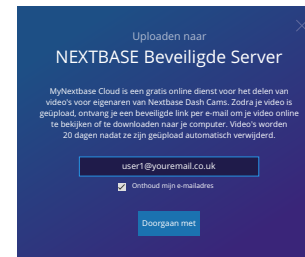 Uploaden naar
NEXTBASE Beveiligde Server
MyNextbase Cloud is een gratis online dienst voor het delen van
video's voor eigenaren van Nextbase Dash Cams. Zodra je video is
geüpload, ontvang je een beveiligde link per e-mail om je video online
te bekijken of te downloaden naar je computer. Video's worden
20 dagen nadat ze zijn geüpload automatisch verwijderd.
user1@youremail.co.uk
Onthoud mijn e-mailadres
Doorgaan met